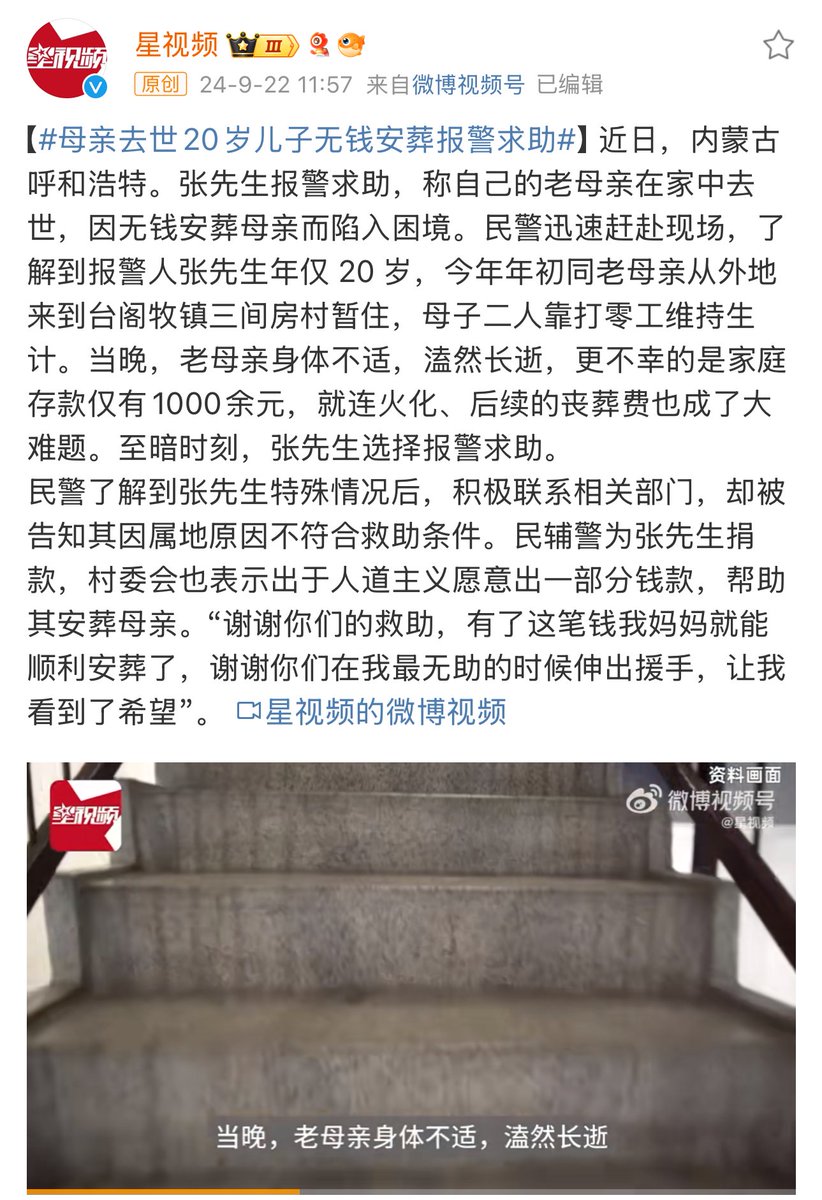 星视频
Ⅲ
原创 24-9-22 11:57 来自微博视频号 已编辑
【#母亲去世20岁儿子无钱安葬报警求助#】近日，内蒙古
呼和浩特。张先生报警求助，称自己的老母亲在家中去
世，因无钱安葬母亲而陷入困境。民警迅速赶赴现场，了
解到报警人张先生年仅 20 岁，今年年初同老母亲从外地
来到台阁牧镇三间房村暂住，母子二人靠打零工维持生
计。当晚，老母亲身体不适，溘然长逝，更不幸的是家庭
存款仅有1000余元，就连火化、后续的丧葬费也成了大
难题。至暗时刻，张先生选择报警求助。
民警了解到张先生特殊情况后，积极联系相关部门，却被
告知其因属地原因不符合救助条件。民辅警为张先生捐
款，村委会也表示出于人道主义愿意出一部分钱款，帮助
其安葬母亲。“谢谢你们的救助，有了这笔钱我妈妈就能
顺利安葬了，谢谢你们在我最无助的时候伸出援手，让我
看到了希望”。 星视频的微博视频
星视频
资料画面
微博视频号
@星视频
当晚，老母亲身体不适，溘然长逝